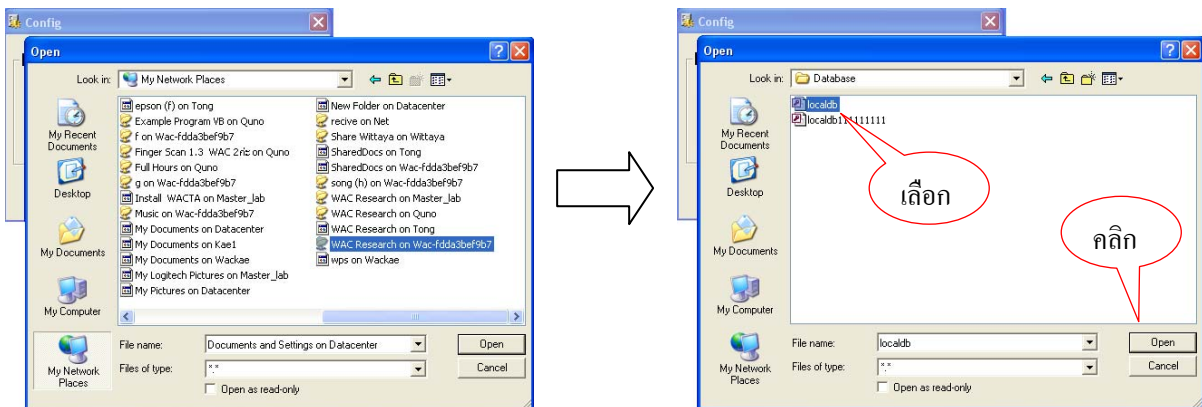 Config
Open
Look in:
My Network Places
My Recent Documents
Desktop
My Documents
My Computer
My Network Places
epson (f) on Tong
Example Program VB on Quno
f on Wac-fdda3bef9b7
Finger Scan 1.3 WAC 2ร่ะ on Quno
Full Hours on Quno
g on Wac-fdda3bef9b7
Install WACTA on Master_lab
Music on Wac-fdda3bef9b7
My Documents on Datacenter
My Documents on Kae1
My Documents on Wackae
My Logitech Pictures on Master_lab
My Pictures on Datacenter
New Folder on Datacenter
recive on Net
Share Wittaya on Wittaya
SharedDocs on Tong
SharedDocs on Wac-fdda3bef9b7
song (h) on Wac-fdda3bef9b7
WAC Research on Master_lab
WAC Research on Quno
WAC Research on Tong
WAC Research on Wac-fdda3bef9b7
wps on Wackae
File name:
Documents and Settings on Datacenter
Open
Files of type:
*.*
Cancel
Open as read-only
Config
Open
Look in:
Database
My Recent Documents
Desktop
My Documents
My Computer
My Network Places
localdb
localdb111111111
เลือก
คลิก
File name:
localdb
Open
Files of type:
*.*
Cancel
Open as read-only